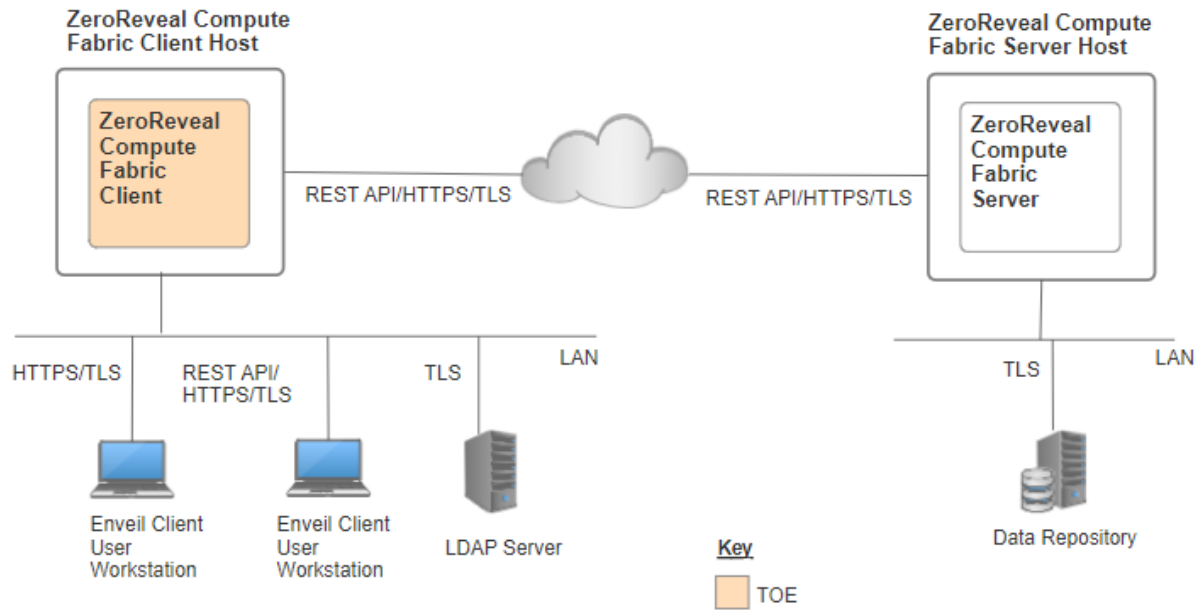 ZeroReveal Compute
Fabric Client Host
ZeroReveal Compute
Fabric Server Host
ZeroReveal
Compute
Fabric
Client
ZeroReveal
Compute
Fabric
Server
REST API/HTTPS/TLS
REST API/HTTPS/TLS
HTTPS/TLS
REST API/
HTTPS/TLS
TLS
LAN
TLS
LAN
Enveil Client
User
Workstation
Enveil Client
User
Workstation
LDAP Server
Data Repository
Key
TOE